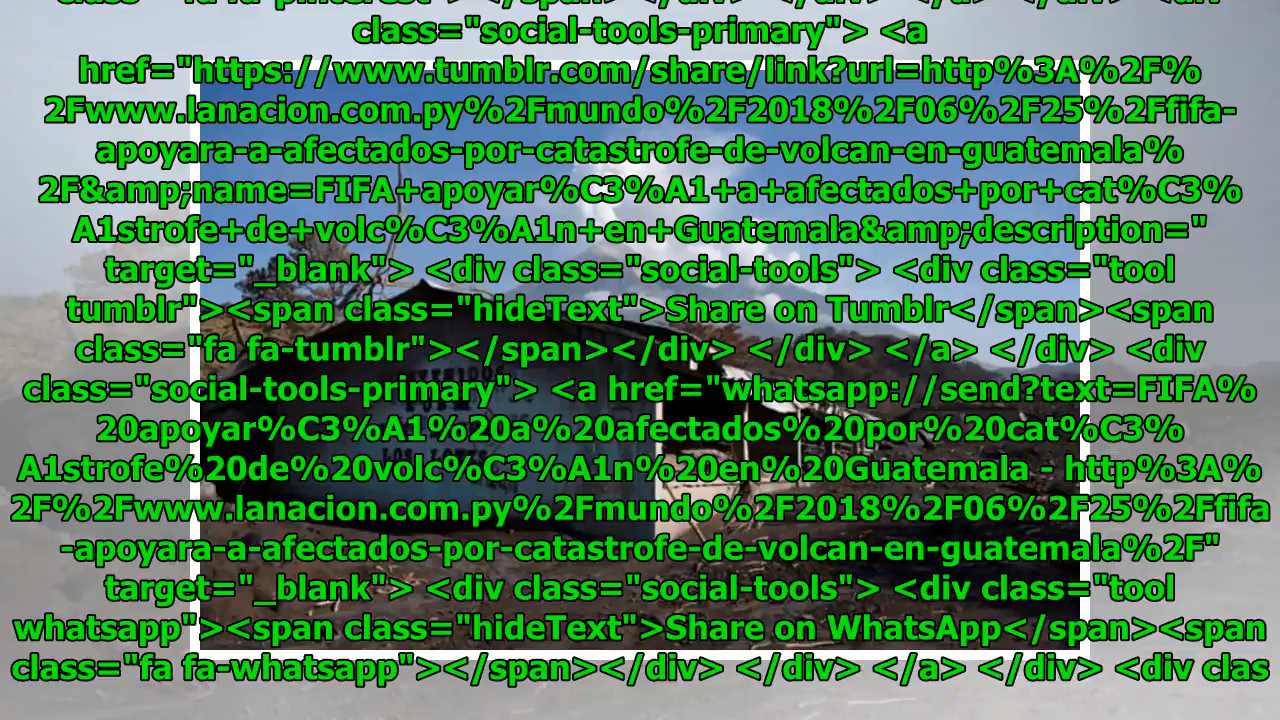 class="social-tools-primary"> <a
href="https://www.tumblr.com/share/link?url=http%3A%2F%
2Fwww.lanacion.com.py%2Fmundo%2F2018%2F06%2F25%2Ffifa-
apoyara-a-afectados-por-catastrofe-de-volcan-en-guatemala%
2F&amp;name=FIFA+apoyar%C3%A1+a+afectados+por+cat%C3%
A1strofe+de+volc%C3%A1n+en+Guatemala&amp;description="
target="_blank"> <div class="social-tools"> <div class="tool
tumblr"><span class="hideText">Share on Tumblr</span><span
class="fa fa-tumblr"></span></div> </div> </a> </div> <div
class="social-tools-primary"> <a href="whatsapp://send?text=FIFA%
20apoyar%C3%A1%20a%20afectados%20por%20cat%C3%
A1strofe%20de%20volc%C3%A1n%20en%20Guatemala - http%3A%
2F%2Fwww.lanacion.com.py%2Fmundo%2F2018%2F06%2F25%2Ffifa
-apoyara-a-afectados-por-catastrofe-de-volcan-en-guatemala%2F"
target="_blank"> <div class="social-tools"> <div class="tool
whatsapp"><span class="hideText">Share on WhatsApp</span><span
class="fa fa-whatsapp"></span></div> </div> </a> </div> <div clas